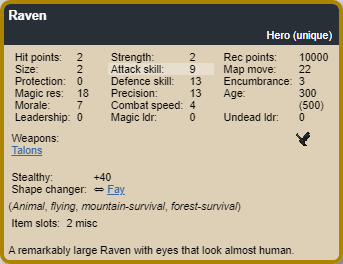 Raven
Hero (unique)
Hit points: 2 Strength: 2 Rec points: 10000
Size: 2 Attack skill: 9 Map move: 22
Protection: 0 Defence skill: 13 Encumbrance: 3
Magic res: 18 Precision: 13 Age: 300
Morale: 7 Combat speed: 4 (500)
Leadership: 0 Magic ldr: 0 Undead ldr: 0
Weapons:
Talons
Stealthy: +40
Shape changer: ⇔ Fay
(Animal, flying, mountain-survival, forest-survival)
Item slots: 2 misc
A remarkably large Raven with eyes that look almost human.